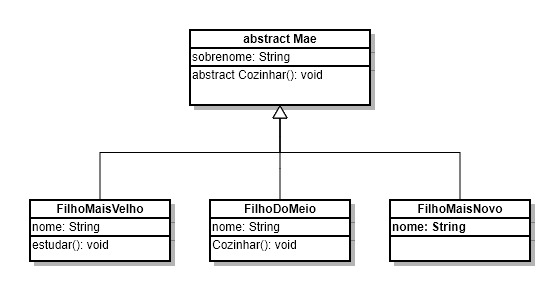 abstract Mae
sobrenome: String
abstract Cozinhar(): void
FilhoMaisVelho
nome: String
estudar(): void
FilhoDoMeio
nome: String
Cozinhar(): void
FilhoMaisNovo
nome: String